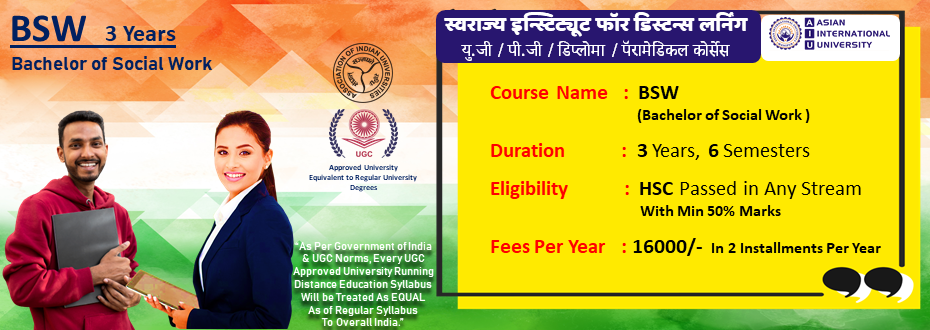 BSW 3 Years
Bachelor of Social Work
ASSOCIATION OF INDIAN UNIVERSITIES
UGC
Approved University
Equivalent to Regular University
Degrees
"As Per Government of India
& UGC Norms, Every UGC
Approved University Running
Distance Education Syllabus
Will be Treated As EQUAL
As of Regular Syllabus
To Overall India."
स्वराज्य इन्स्टिट्यूट फॉर डिस्टन्स लर्निंग
यु.जी / पी.जी / डिप्लोमा / पॅरामेडिकल कोर्सेस
A I U
ASIAN
INTERNATIONAL
UNIVERSITY
Course Name : BSW
(Bachelor of Social Work )
Duration : 3 Years, 6 Semesters
Eligibility : HSC Passed in Any Stream
With Min 50% Marks
Fees Per Year : 16000/- In 2 Installments Per Year